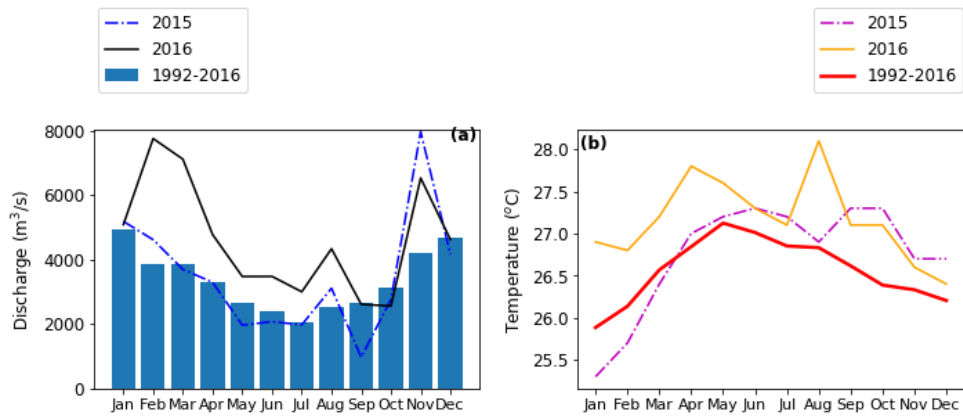 2015
2016
1992-2016
(a)
Discharge (m³/s)
8000
6000
4000
2000
0
Jan Feb Mar Apr May Jun Jul Aug Sep Oct Nov Dec
2015
2016
1992-2016
(b)
Temperature (°C)
28.0
27.5
27.0
26.5
26.0
25.5
Jan Feb Mar Apr May Jun Jul Aug Sep Oct Nov Dec